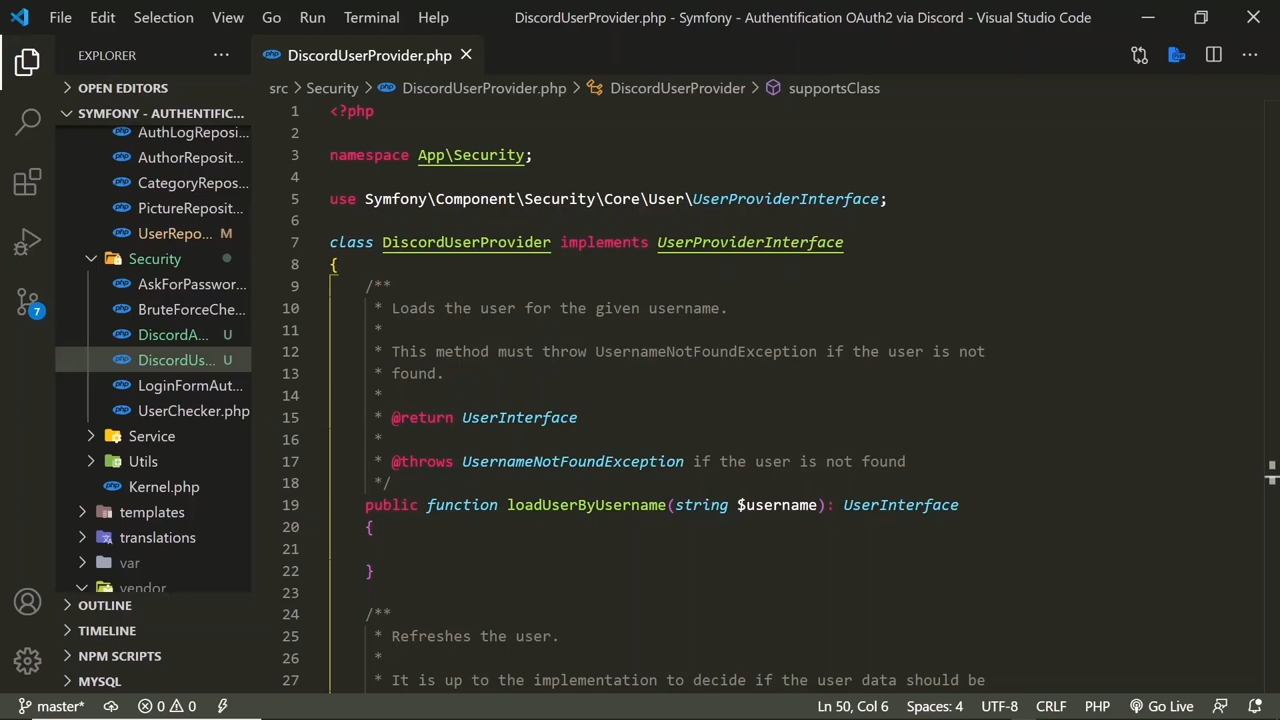 File Edit Selection View Go Run Terminal Help DiscordUserProvider.php - Symfony - Authentification OAuth2 via Discord - Visual Studio Code
EXPLORER
OPEN EDITORS
SYMFONY - AUTHENTIFIC...
AuthLogReposi...
AuthorReposit...
CategoryRepos...
PictureReposit...
UserRepo... M
Security
AskForPasswor...
BruteForceChe...
DiscordA... U
DiscordUs... U
LoginFormAut...
UserChecker.php
Service
Utils
Kernel.php
templates
translations
var
vendor
OUTLINE
TIMELINE
NPM SCRIPTS
MYSQL
7
DiscordUserProvider.php
src > Security > DiscordUserProvider.php > DiscordUserProvider > supportsClass
1 <?php
2
3 namespace App\Security;
4
5 use Symfony\Component\Security\Core\User\UserProviderInterface;
6
7 class DiscordUserProvider implements UserProviderInterface
8 {
9 /**
10 * Loads the user for the given username.
11 *
12 * This method must throw UsernameNotFoundException if the user is not
13 * found.
14 *
15 * @return UserInterface
16 *
17 * @throws UsernameNotFoundException if the user is not found
18 */
19 public function loadUserByUsername(string $username): UserInterface
20 {
21
22 }
23
24 /**
25 * Refreshes the user.
26 *
27 * It is up to the implementation to decide if the user data should be
master* 0 0 Ln 50, Col 6 Spaces: 4 UTF-8 CRLF PHP Go Live